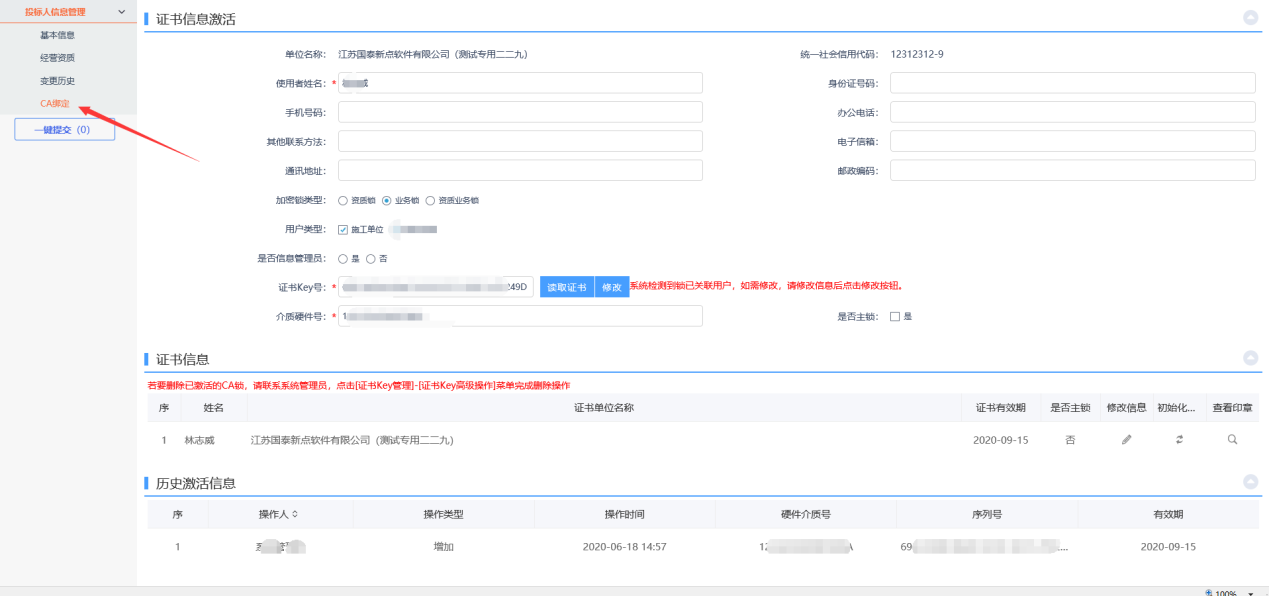 投标人信息管理
基本信息
经营资质
变更历史
CA绑定
一键提交（0）
证书信息激活
单位名称： 江苏国泰新点软件有限公司（测试专用二二九） 统一社会信用代码： 12312312-9
使用者姓名：* 身份证号码：
手机号码： 办公电话：
其他联系方法： 电子信箱：
通讯地址： 邮政编码：
加密锁类型： 资质锁 业务锁 资质业务锁
用户类型： 施工单位
是否信息管理员： 是 否
证书Key号：* 249D 读取证书 修改 系统检测到锁已关联用户，如需修改，请修改信息后点击修改按钮。
介质硬件号：* 1 是否主锁： 是
证书信息
若要删除已激活的CA锁，请联系系统管理员，点击[证书Key管理]-[证书Key高级操作]菜单完成删除操作
序 姓名 证书单位名称 证书有效期 是否主锁 修改信息 初始化... 查看印章
1 林志威 江苏国泰新点软件有限公司（测试专用二二九） 2020-09-15 否
历史激活信息
序 操作人 操作类型 操作时间 硬件介质号 序列号 有效期
1 增加 2020-06-18 14:57 12 A 69 ... 2020-09-15
100%